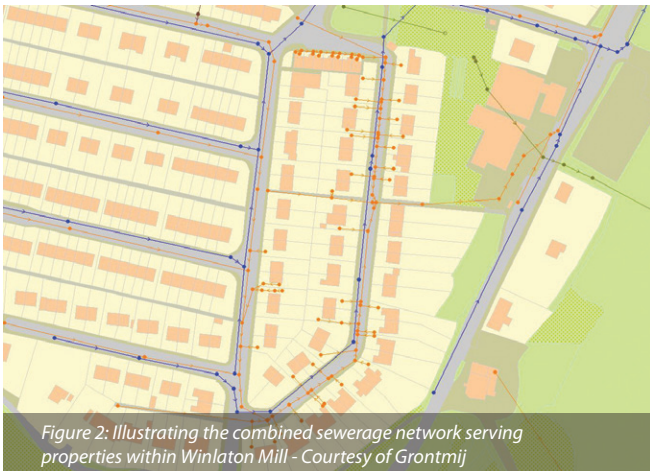 Figure 2: Illustrating the combined sewerage network serving
properties within Winlaton Mill - Courtesy of Grontmij